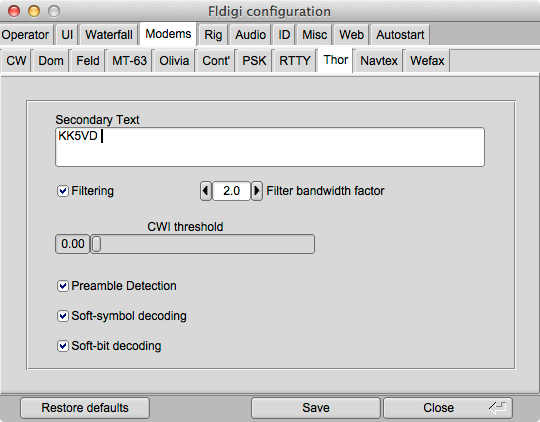 Fldigi configuration
Operator UI Waterfall Modems Rig Audio ID Misc Web Autostart
CW Dom Feld MT-63 Olivia Cont' PSK RTTY Thor Navtex Wefax
Secondary Text
KK5VD
Filtering 2.0 Filter bandwidth factor
CWI threshold
0.00
Preamble Detection
Soft-symbol decoding
Soft-bit decoding
Restore defaults Save Close